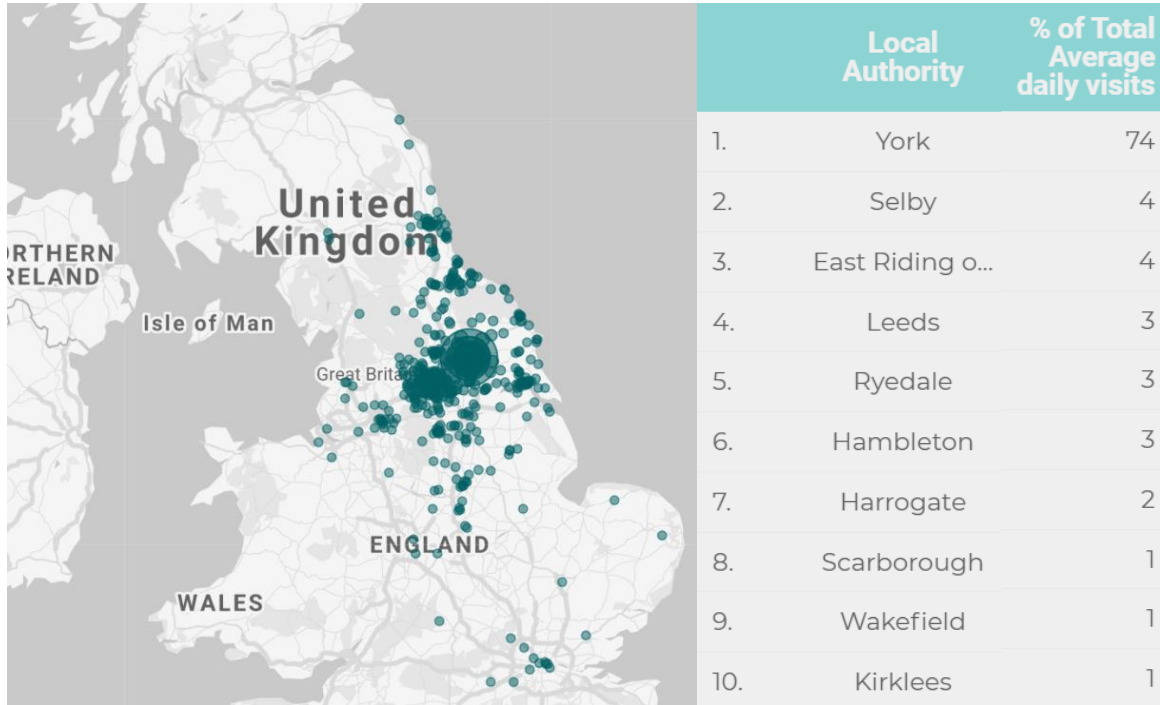 United
Kingdom
ORTHERN
RELAND
Isle of Man
Great Brita
ENGLAND
WALES
Local
Authority
% of Total
Average
daily visits
1. York 74
2. Selby 4
3. East Riding o... 4
4. Leeds 3
5. Ryedale 3
6. Hambleton 3
7. Harrogate 2
8. Scarborough 1
9. Wakefield 1
10. Kirklees 1